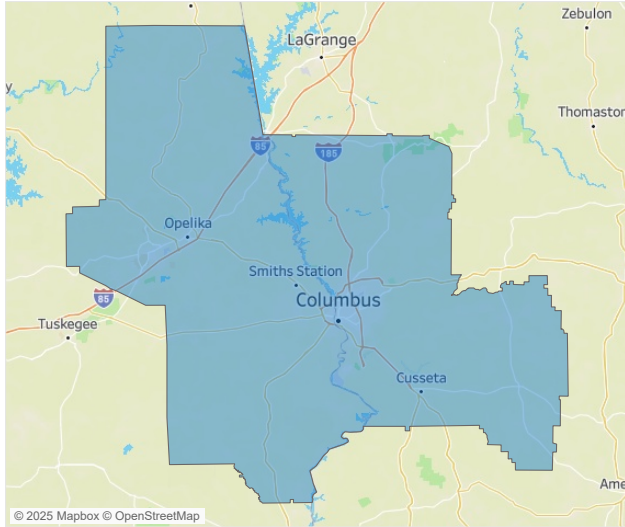 Zebulon
LaGrange
y
Thomaston
85
185
Opelika
Smiths Station
85
Columbus
Tuskegee
Cusseta
Ame
© 2025 Mapbox © OpenStreetMap